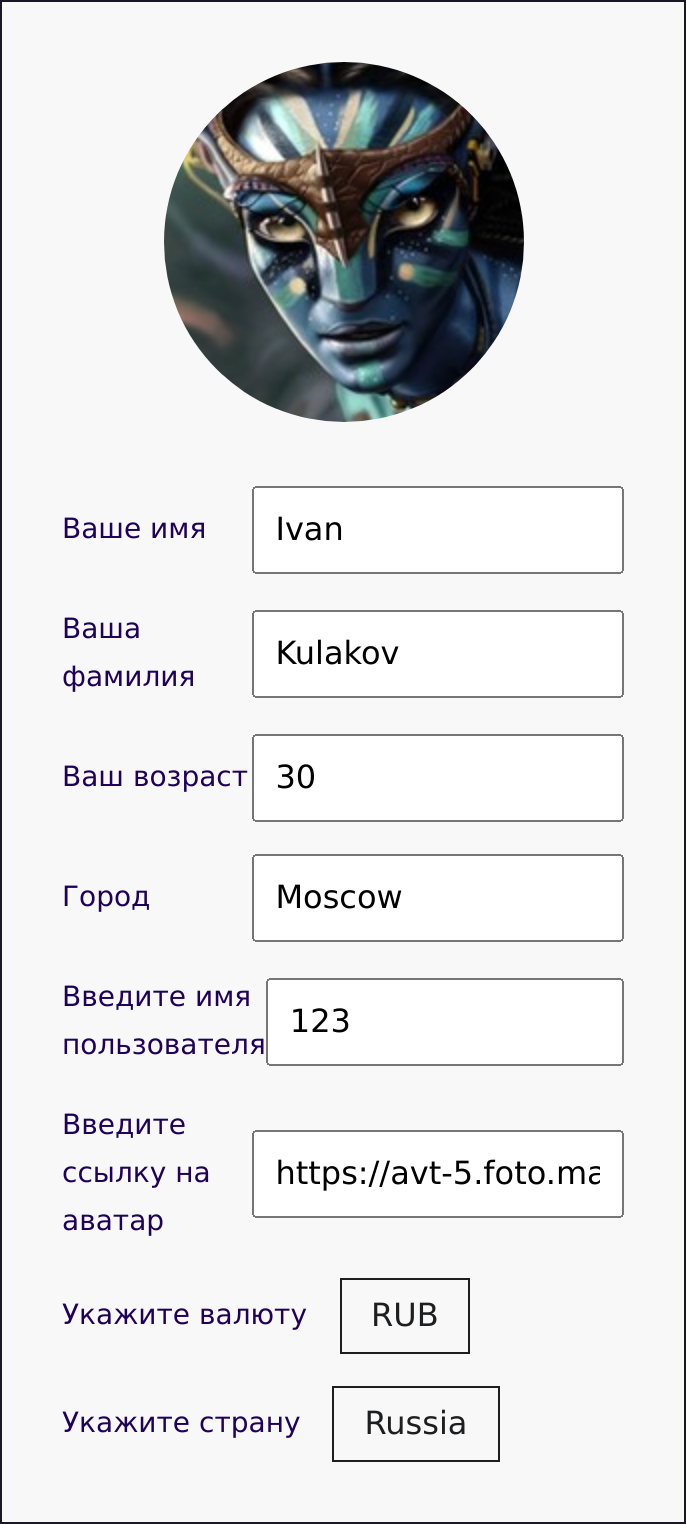 Ваше имя
Ivan
Ваша
фамилия
Kulakov
Ваш возраст
30
Город
Moscow
Введите имя
пользователя
123
Введите
ссылку на
аватар
https://avt-5.foto.ma
Укажите валюту
RUB
Укажите страну
Russia